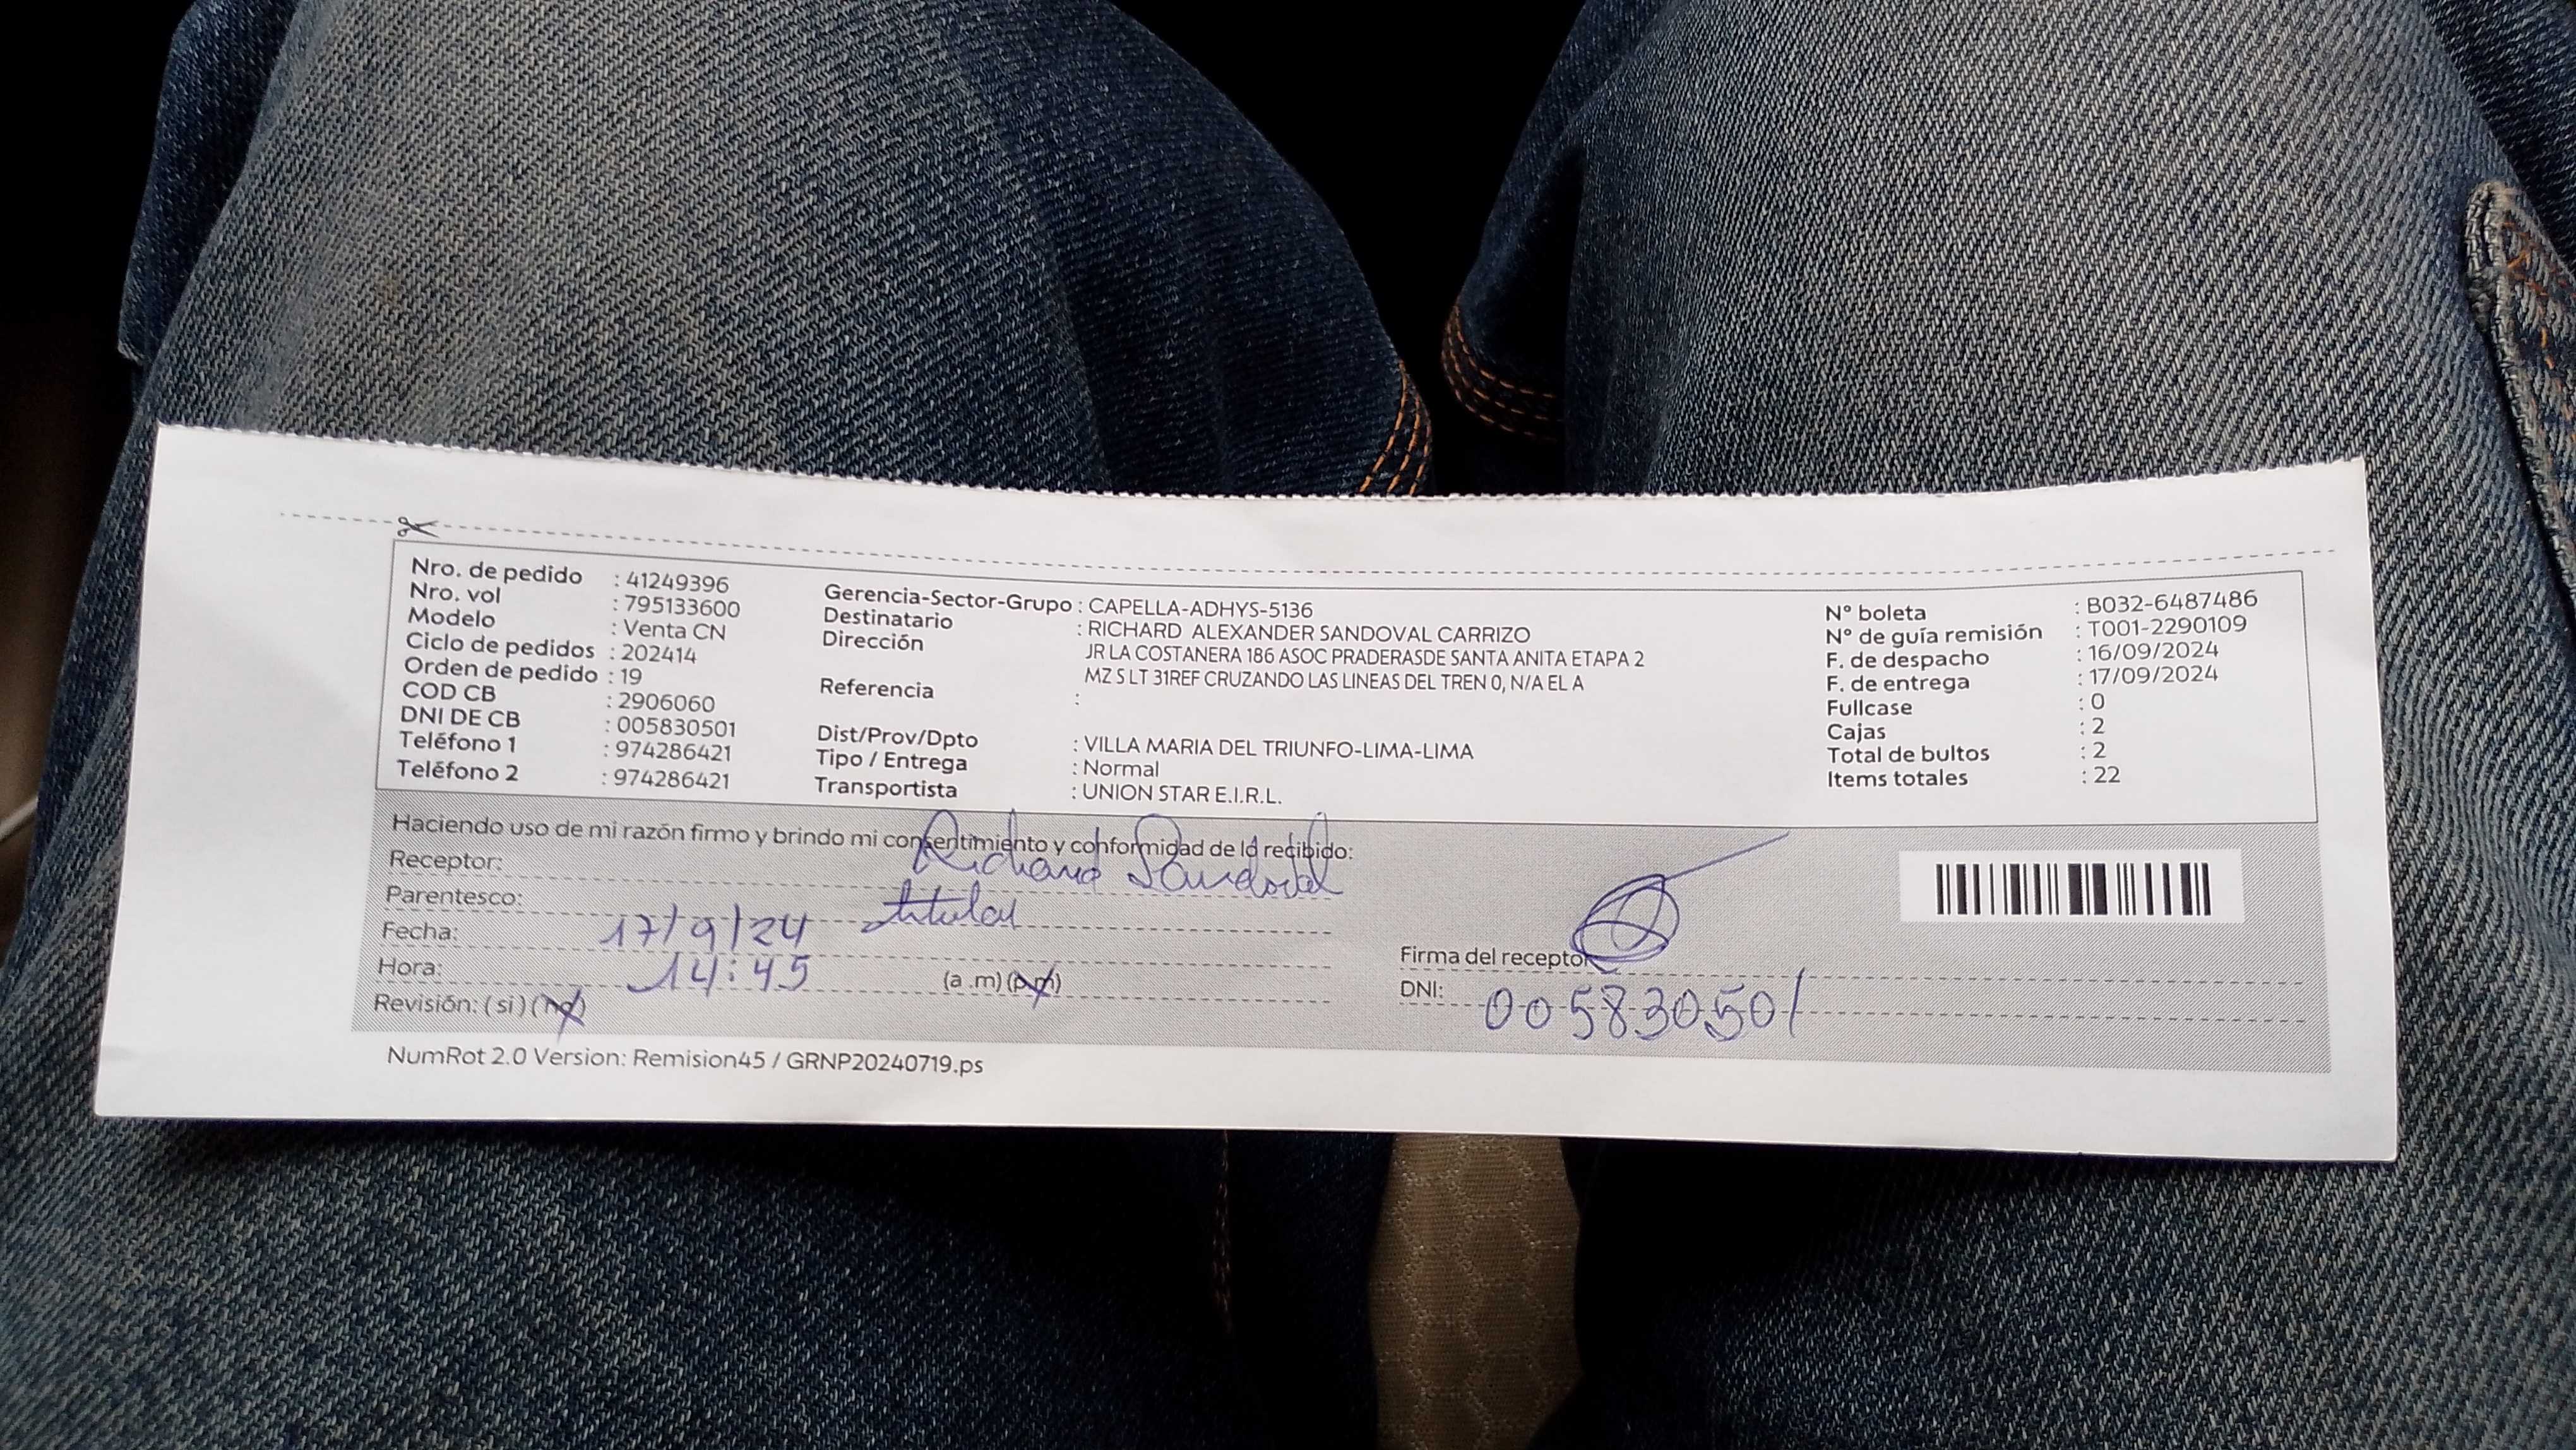 Nro. de pedido : 41249396
Nro. vol : 795133600
Modelo : Venta CN
Ciclo de pedidos : 202414
Orden de pedido : 19
COD CB : 2906060
DNI DE CB : 005830501
Teléfono 1 : 974286421
Teléfono 2 : 974286421
Gerencia-Sector-Grupo : CAPELLA-ADHYS-5136
Destinatario : RICHARD ALEXANDER SANDOVAL CARRIZO
Dirección JR LA COSTANERA 186 ASOC PRADERASDE SANTA ANITA ETAPA 2
MZ S LT 31REF CRUZANDO LAS LINEAS DEL TREN 0, N/A EL A
Referencia :
Dist/Prov/Dpto : VILLA MARIA DEL TRIUNFO-LIMA-LIMA
Tipo / Entrega : Normal
Transportista : UNION STAR E.I.R.L.
N° boleta : B032-6487486
N° de guía remisión : T001-2290109
F. de despacho : 16/09/2024
F. de entrega : 17/09/2024
Fullcase : 0
Cajas : 2
Total de bultos : 2
Items totales : 22
Haciendo uso de mi razón firmo y brindo mi consentimiento y conformidad de lo recibido:
Receptor: Richard Sandoval
Parentesco: titular
Fecha: 17/9/24
Hora: 14:45 (a .m) (p.m)
Revisión: ( si ) ( no )
Firma del receptor
DNI: 005830501
NumRot 2.0 Version: Remision45 / GRNP20240719.ps